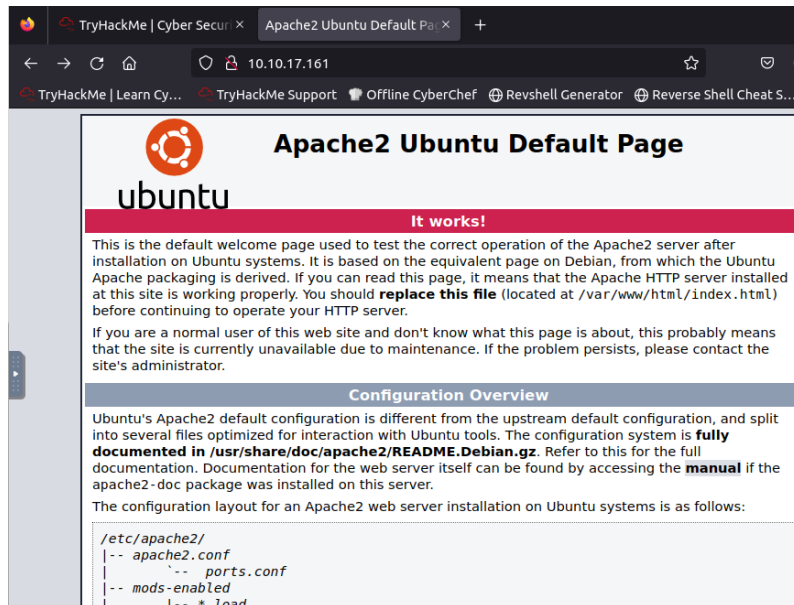 TryHackMe | Cyber Secur
Apache2 Ubuntu Default Pa
10.10.17.161
TryHackMe | Learn Cy...
TryHackMe Support
Offline CyberChef
Revshell Generator
Reverse Shell Cheat S...
ubuntu
Apache2 Ubuntu Default Page
It works!
This is the default welcome page used to test the correct operation of the Apache2 server after
installation on Ubuntu systems. It is based on the equivalent page on Debian, from which the Ubuntu
Apache packaging is derived. If you can read this page, it means that the Apache HTTP server installed
at this site is working properly. You should replace this file (located at /var/www/html/index.html)
before continuing to operate your HTTP server.
If you are a normal user of this web site and don't know what this page is about, this probably means
that the site is currently unavailable due to maintenance. If the problem persists, please contact the
site's administrator.
Configuration Overview
Ubuntu's Apache2 default configuration is different from the upstream default configuration, and split
into several files optimized for interaction with Ubuntu tools. The configuration system is fully
documented in /usr/share/doc/apache2/README.Debian.gz. Refer to this for the full
documentation. Documentation for the web server itself can be found by accessing the manual if the
apache2-doc package was installed on this server.
The configuration layout for an Apache2 web server installation on Ubuntu systems is as follows:
/etc/apache2/
|-- apache2.conf
|       `--  ports.conf
|-- mods-enabled
|       |-- *.load